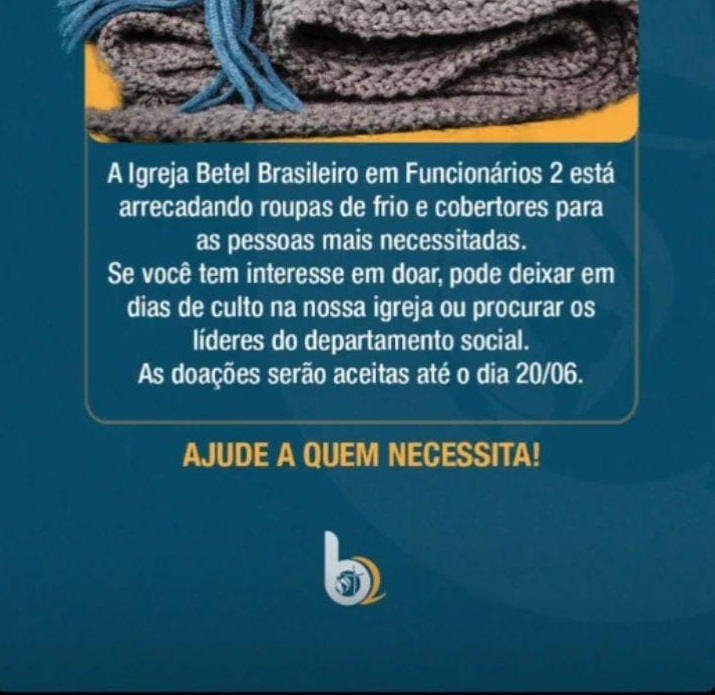 A Igreja Betel Brasileiro em Funcionários 2 está
arrecadando roupas de frio e cobertores para
as pessoas mais necessitadas.
Se você tem interesse em doar, pode deixar em
dias de culto na nossa igreja ou procurar os
líderes do departamento social.
As doações serão aceitas até o dia 20/06.
AJUDE A QUEM NECESSITA!
b2